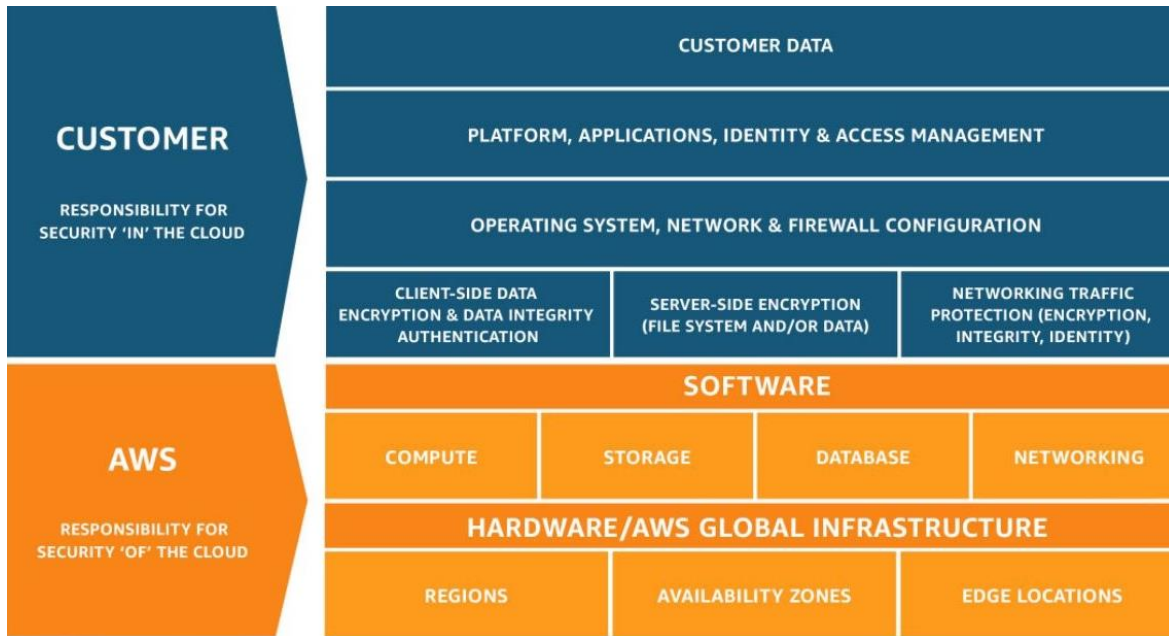 CUSTOMER
RESPONSIBILITY FOR
SECURITY ‘IN’ THE CLOUD
CUSTOMER DATA
PLATFORM, APPLICATIONS, IDENTITY & ACCESS MANAGEMENT
OPERATING SYSTEM, NETWORK & FIREWALL CONFIGURATION
CLIENT-SIDE DATA
ENCRYPTION & DATA INTEGRITY
AUTHENTICATION
SERVER-SIDE ENCRYPTION
(FILE SYSTEM AND/OR DATA)
NETWORKING TRAFFIC
PROTECTION (ENCRYPTION,
INTEGRITY, IDENTITY)
AWS
RESPONSIBILITY FOR
SECURITY ‘OF’ THE CLOUD
SOFTWARE
COMPUTE
STORAGE
DATABASE
NETWORKING
HARDWARE/AWS GLOBAL INFRASTRUCTURE
REGIONS
AVAILABILITY ZONES
EDGE LOCATIONS